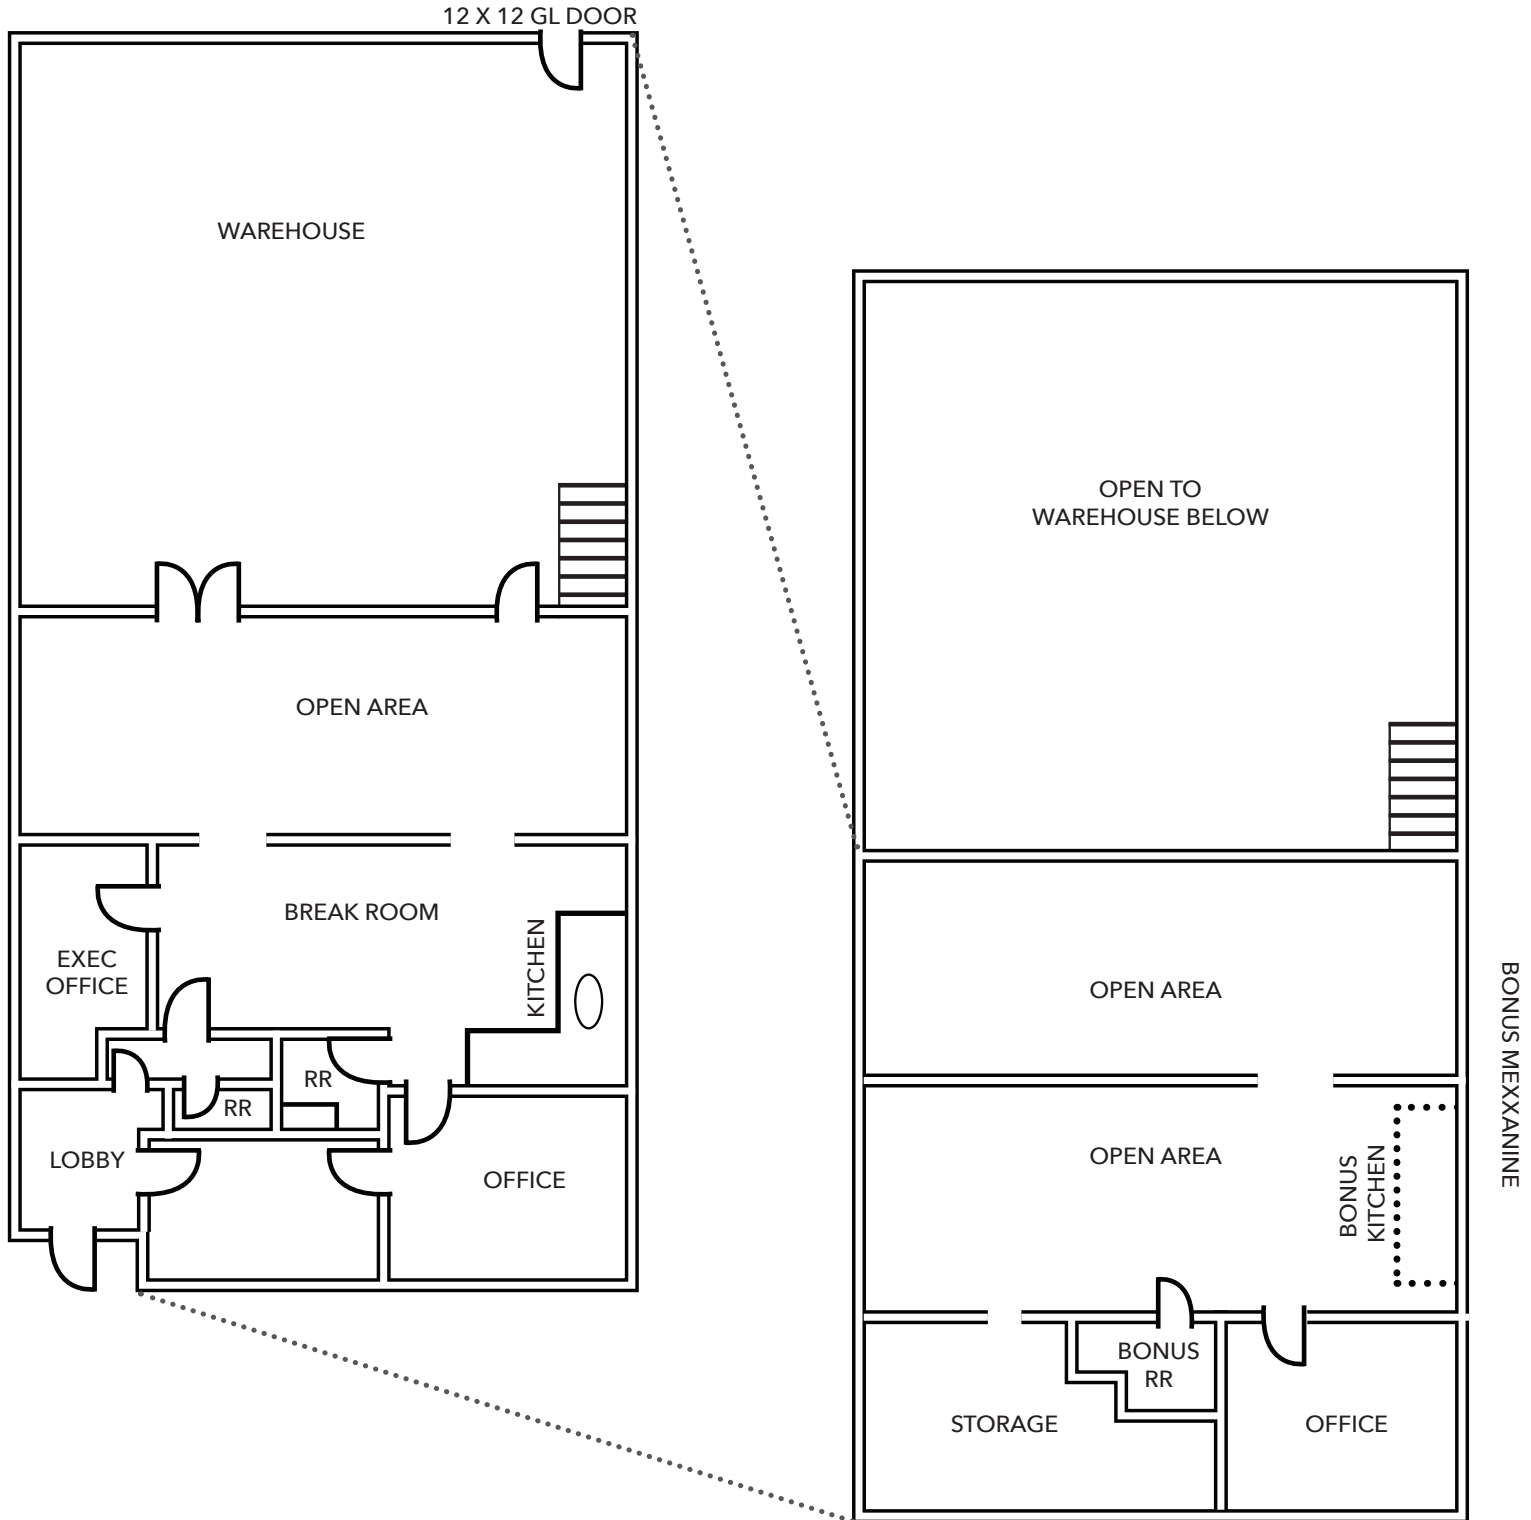 12 X 12 GL DOOR
WAREHOUSE
OPEN AREA
BREAK ROOM
KITCHEN
EXEC
OFFICE
RR
RR
LOBBY
OFFICE
OPEN TO
WAREHOUSE BELOW
OPEN AREA
OPEN AREA
BONUS
KITCHEN
BONUS
RR
STORAGE
OFFICE
BONUS MEXXANINE